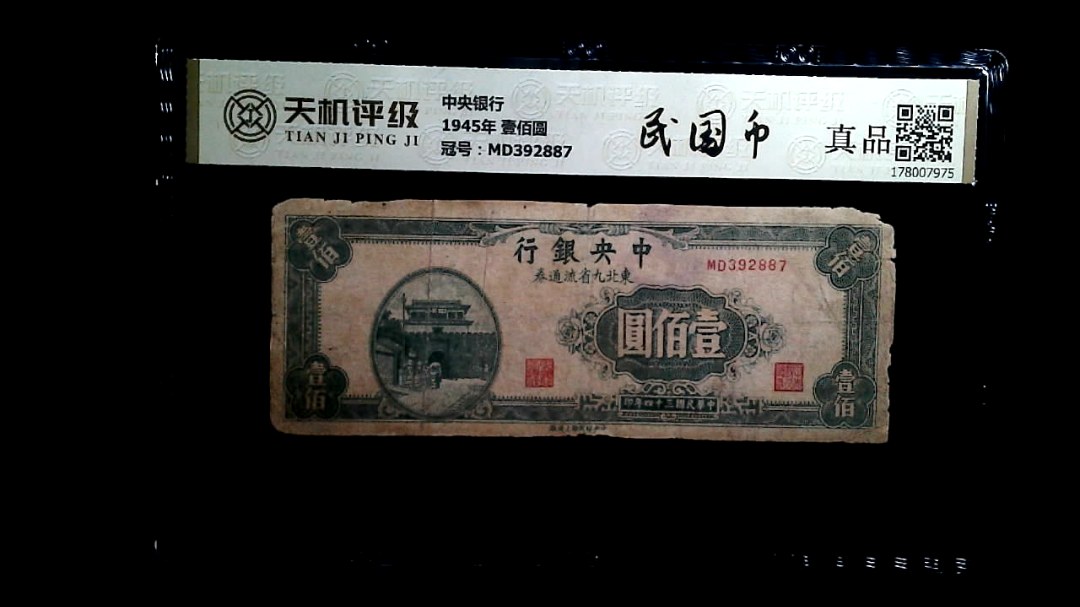 天机评级
TIAN JI PING JI
中央银行
1945年 壹佰圆
冠号：MD392887
民国币
真品
178007975
行銀央中
券通流省九北東
MD392887
圓佰壹
印年四十三國民華中
壹佰
壹佰
壹佰
壹佰